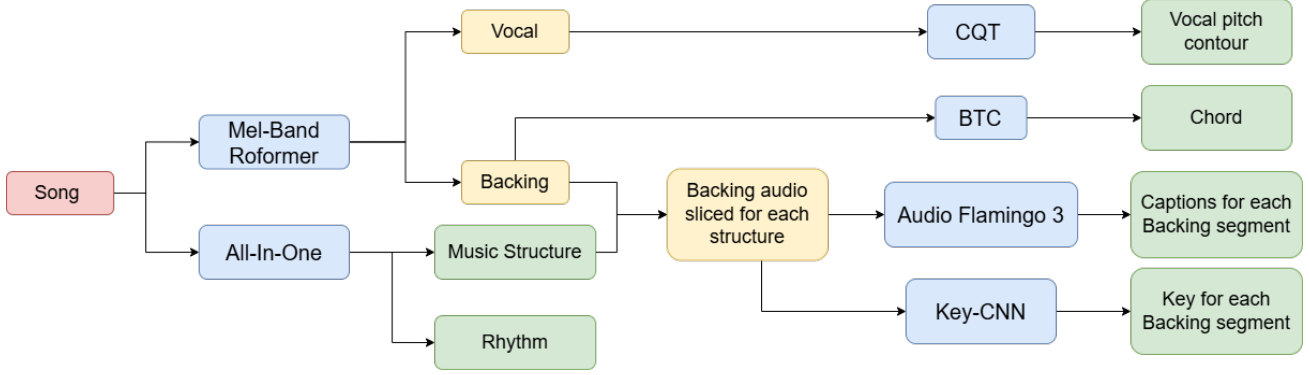 Song
Mel-Band
Roformer
All-In-One
Vocal
Backing
Music Structure
Rhythm
Backing audio
sliced for each
structure
CQT
BTC
Audio Flamingo 3
Key-CNN
Vocal pitch
contour
Chord
Captions for each
Backing segment
Key for each
Backing segment